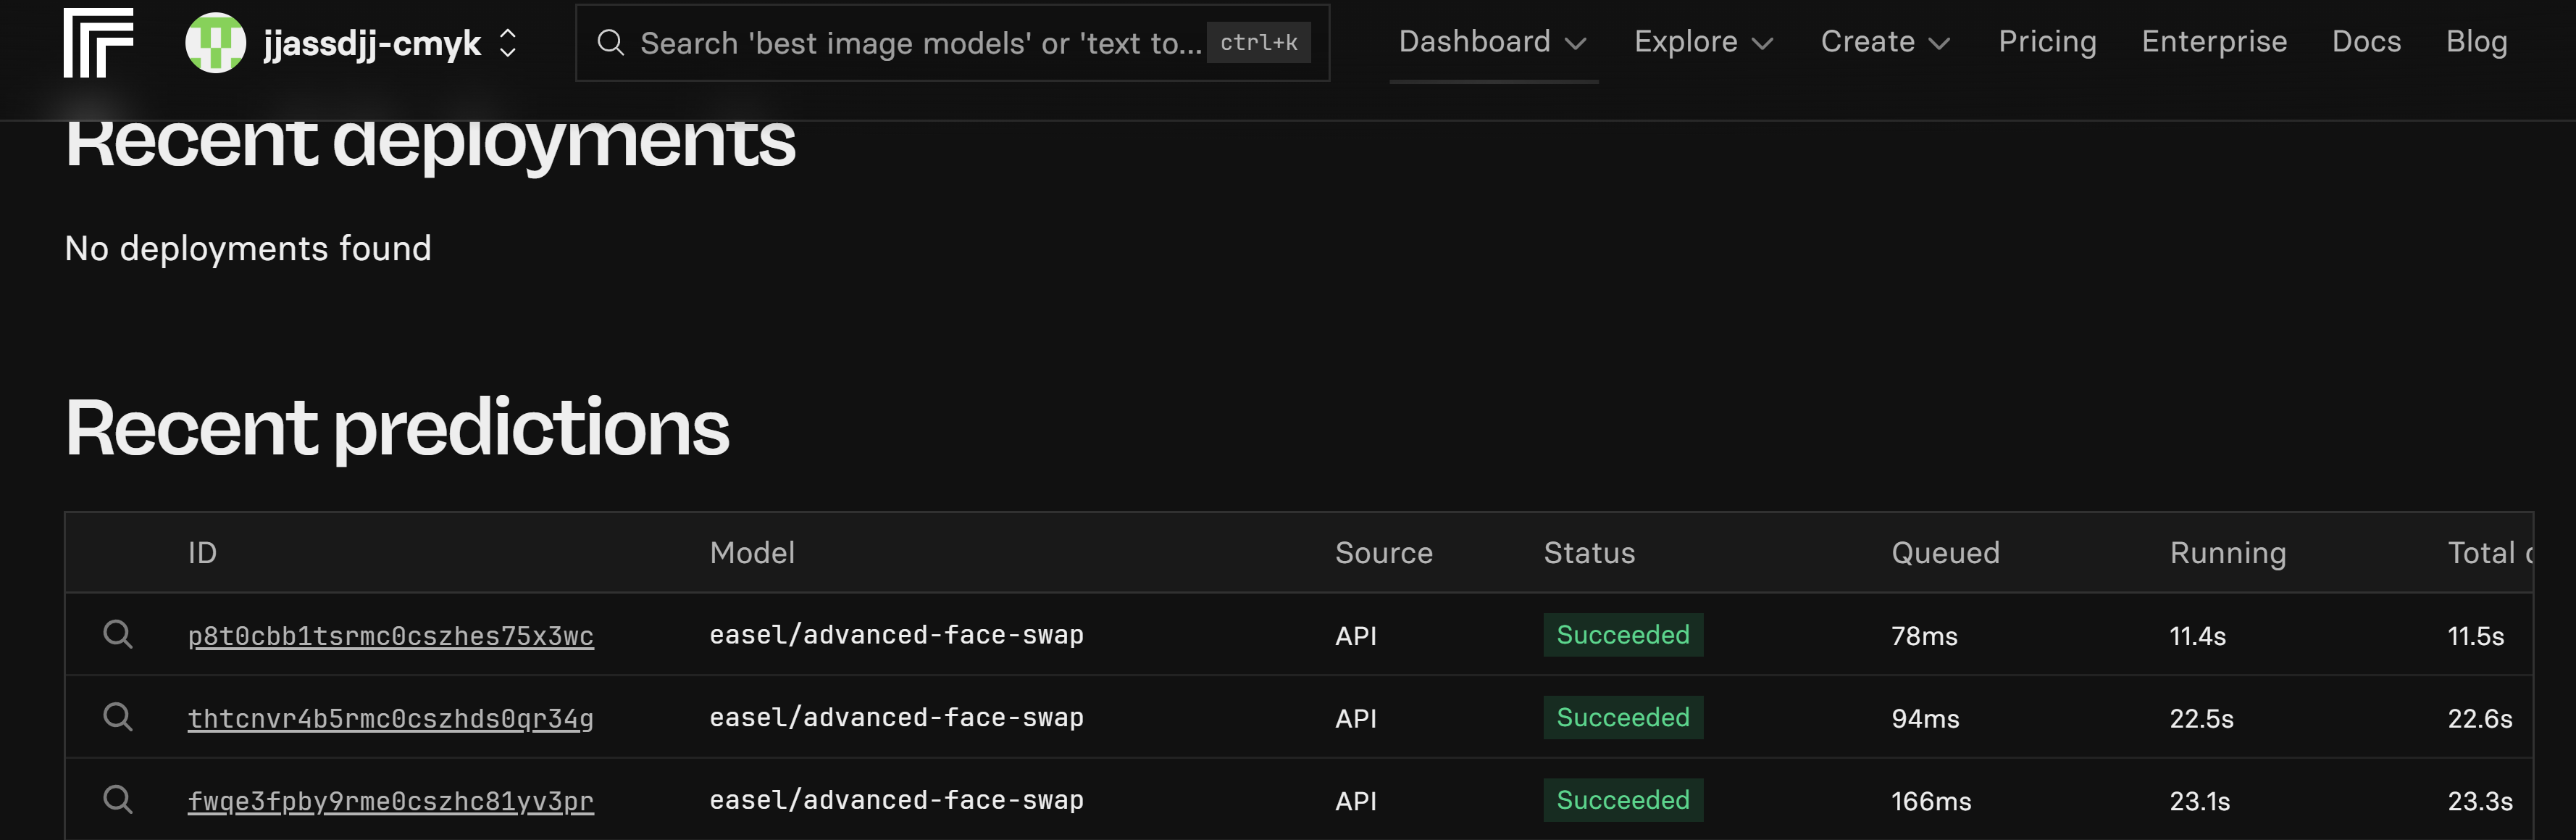 jjassdjj-cmyk
Search 'best image models' or 'text to... ctrl+k
Dashboard Explore Create Pricing Enterprise Docs Blog
Recent deployments
No deployments found
Recent predictions
ID Model Source Status Queued Running Total
p8t0cbb1tsrmc0cszhes75x3wc easel/advanced-face-swap API Succeeded 78ms 11.4s 11.5s
thtcnvr4b5rmc0cszhds0qr34g easel/advanced-face-swap API Succeeded 94ms 22.5s 22.6s
fwqe3fpby9rme0cszhc81yv3pr easel/advanced-face-swap API Succeeded 166ms 23.1s 23.3s